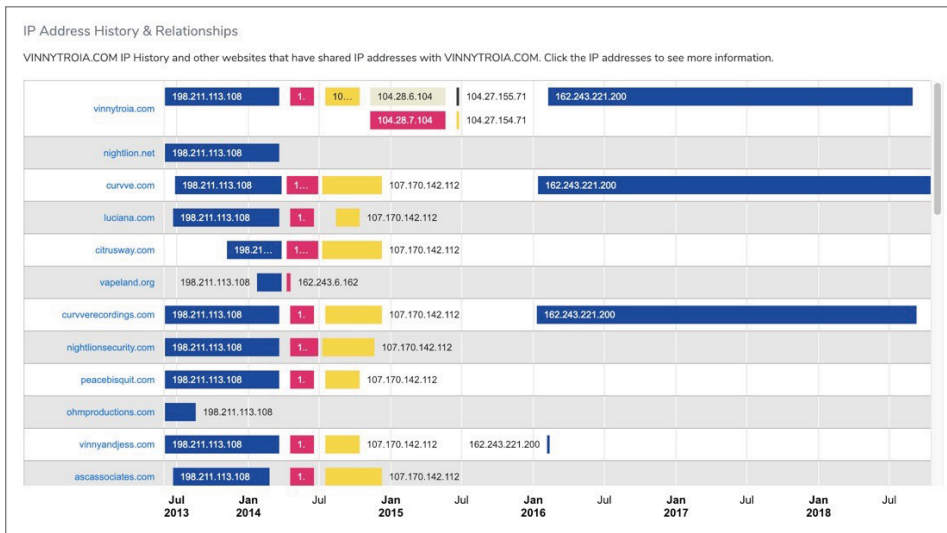 IP Address History & Relationships
VINNYTROIA.COM IP History and other websites that have shared IP addresses with VINNYTROIA.COM. Click the IP addresses to see more information.
vinnytroia.com 198.211.113.108 1. 10... 104.28.6.104 104.27.155.71 162.243.221.200
104.28.7.104 104.27.154.71
nightlion.net 198.211.113.108
curvve.com 198.211.113.108 1... 107.170.142.112 162.243.221.200
luciana.com 198.211.113.108 1. 107.170.142.112
citrusway.com 198.21... 1... 107.170.142.112
vapeland.org 198.211.113.108 162.243.6.162
curvverecordings.com 198.211.113.108 1. 107.170.142.112 162.243.221.200
nightlionsecurity.com 198.211.113.108 1... 107.170.142.112
peacebisquit.com 198.211.113.108 1. 107.170.142.112
ohmproductions.com 198.211.113.108
vinnyandjess.com 198.211.113.108 1. 107.170.142.112 162.243.221.200
ascassociates.com 198.211.113.108 1. 107.170.142.112
Jul Jan Jul Jan Jul Jan Jul Jan Jul Jan Jul
2013 2014 2015 2016 2017 2018